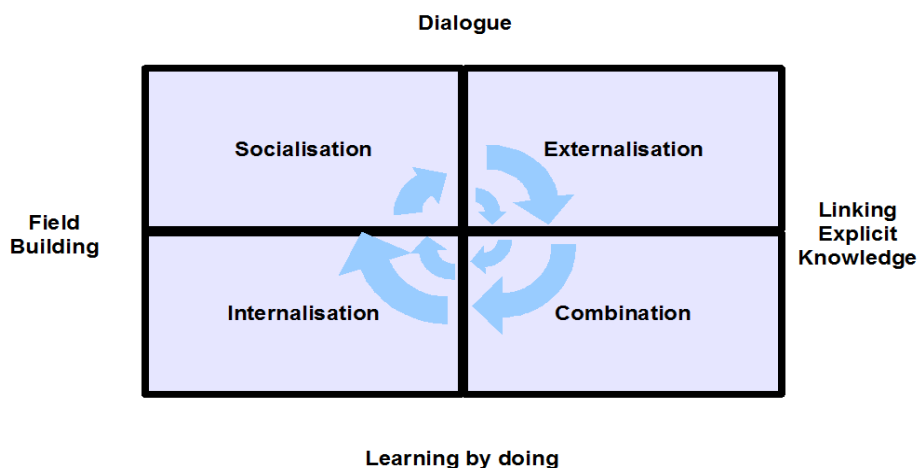 Dialogue
Socialisation
Externalisation
Field
Building
Linking
Explicit
Knowledge
Internalisation
Combination
Learning by doing